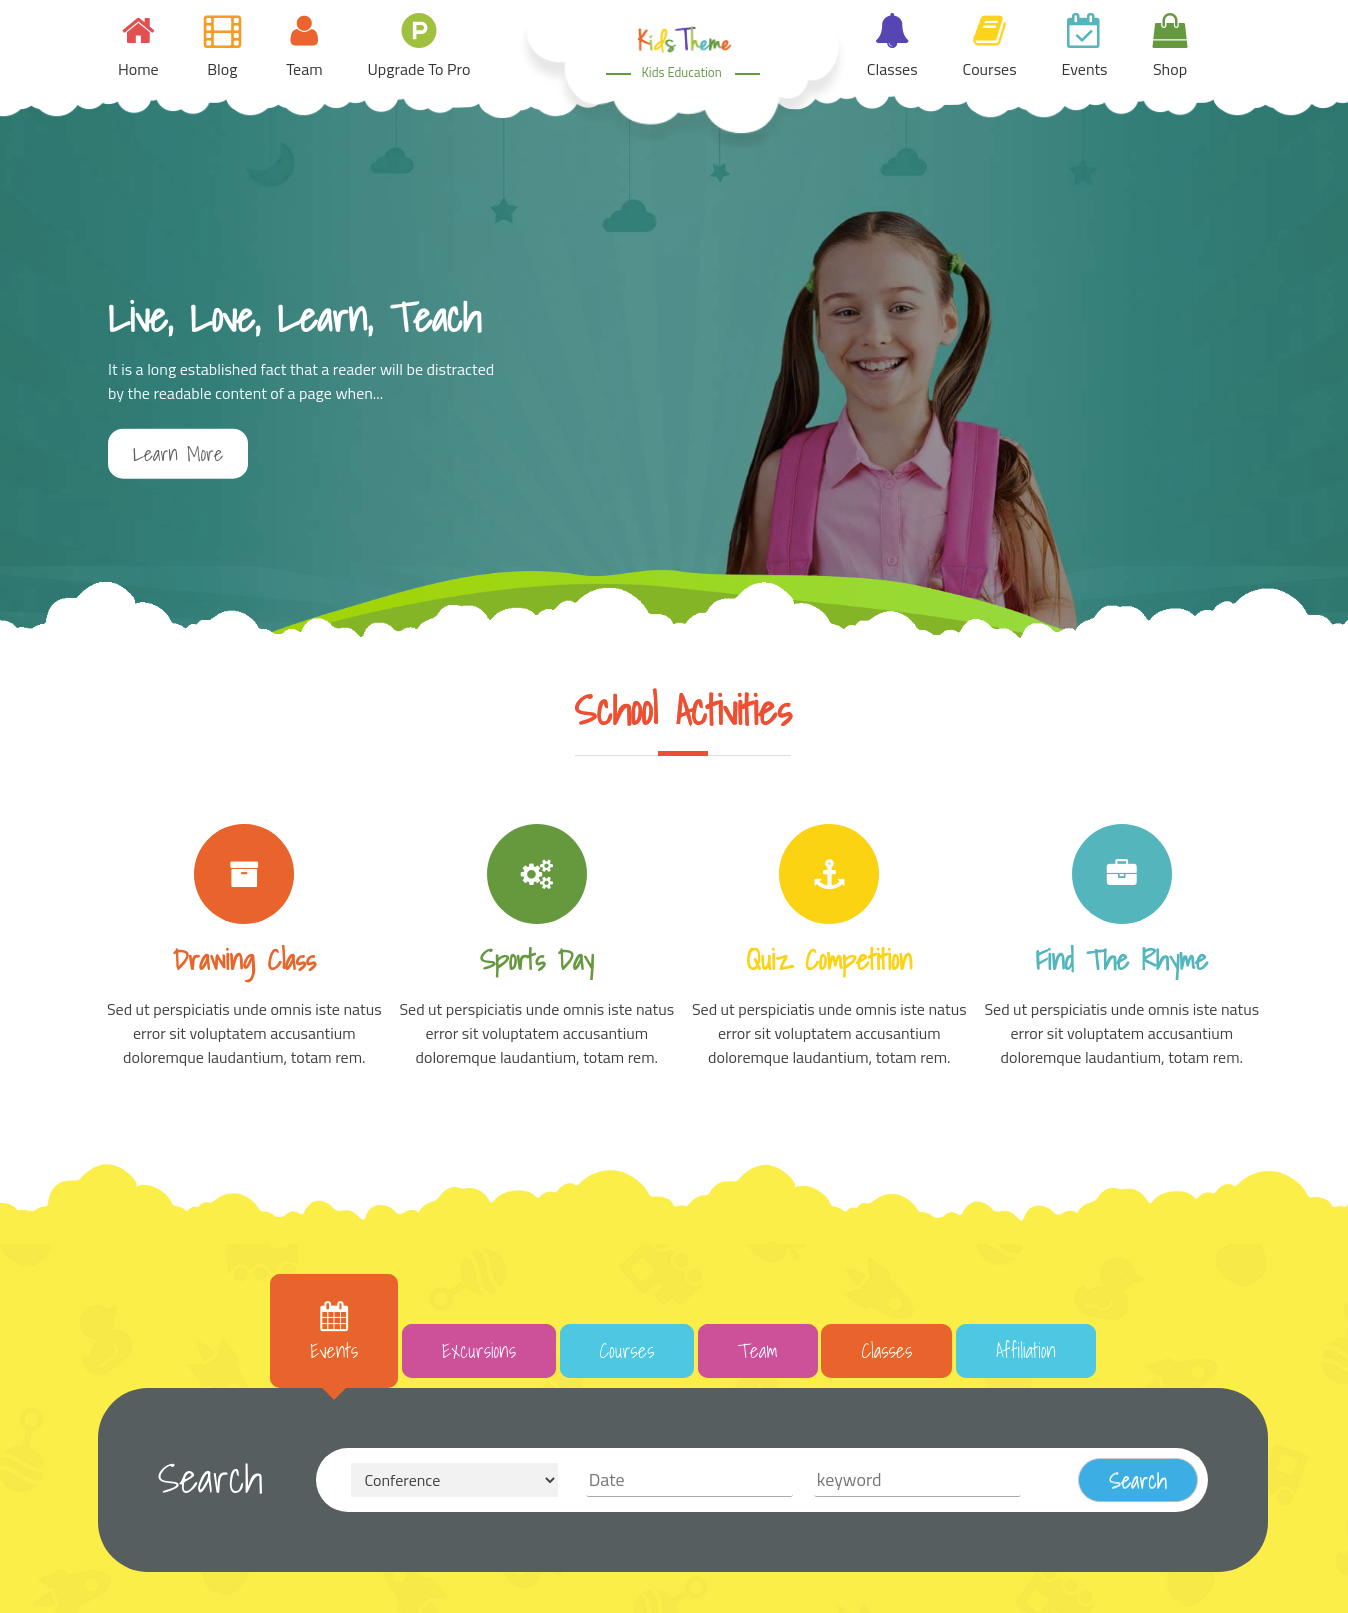 Home
Blog
Team
Upgrade To Pro
Kids Theme
Kids Education
Classes
Courses
Events
Shop
Live, Love, Learn, Teach
It is a long established fact that a reader will be distracted
by the readable content of a page when...
Learn More
School Activities
Drawing Class
Sed ut perspiciatis unde omnis iste natus
error sit voluptatem accusantium
doloremque laudantium, totam rem.
Sports Day
Sed ut perspiciatis unde omnis iste natus
error sit voluptatem accusantium
doloremque laudantium, totam rem.
Quiz Competition
Sed ut perspiciatis unde omnis iste natus
error sit voluptatem accusantium
doloremque laudantium, totam rem.
Find The Rhyme
Sed ut perspiciatis unde omnis iste natus
error sit voluptatem accusantium
doloremque laudantium, totam rem.
Events
Excursions
Courses
Team
Classes
Affiliation
Search
Conference
Date
keyword
Search